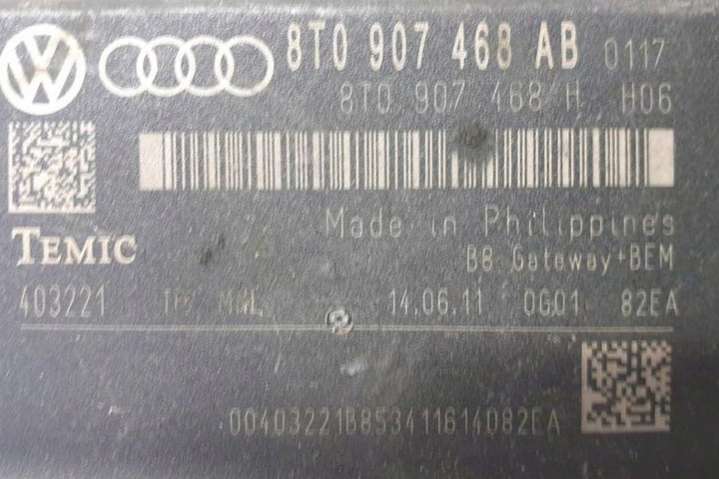 8T0 907 468 AB 0117
8T0 907 468 H H06
Made in Philippines
TEMIC
B8 Gateway+BEM
403221 MNL 14.06.11 0G01 82EA